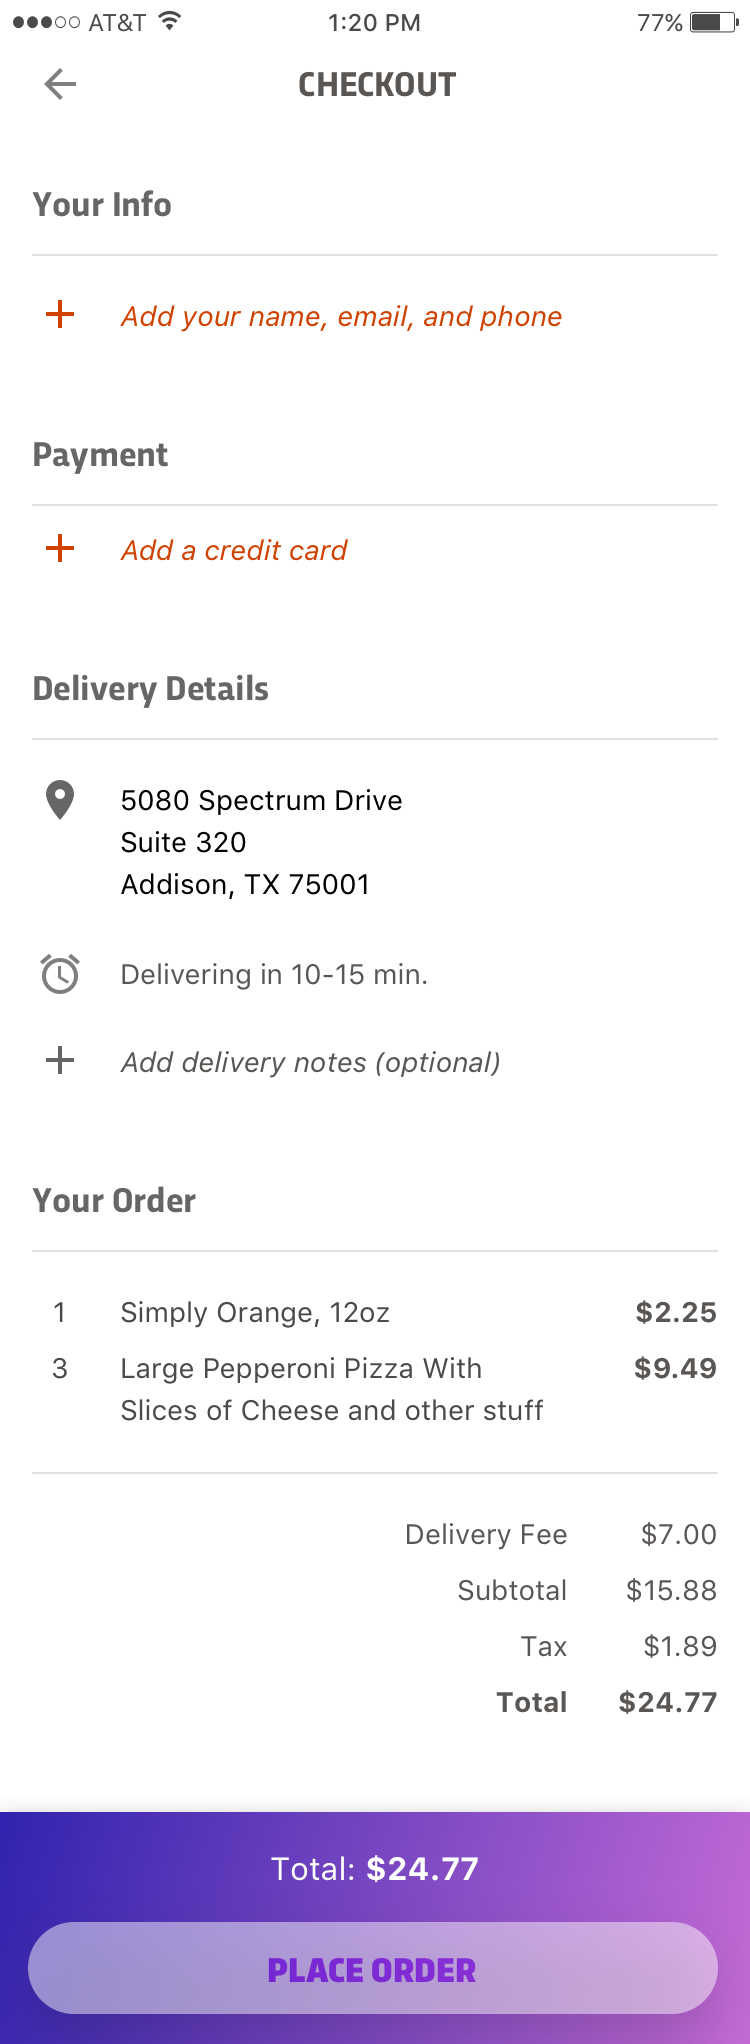 AT&T 1:20 PM 77%
CHECKOUT
Your Info
Add your name, email, and phone
Payment
Add a credit card
Delivery Details
5080 Spectrum Drive
Suite 320
Addison, TX 75001
Delivering in 10-15 min.
Add delivery notes (optional)
Your Order
1 Simply Orange, 12oz $2.25
3 Large Pepperoni Pizza With $9.49
Slices of Cheese and other stuff
Delivery Fee $7.00
Subtotal $15.88
Tax $1.89
Total $24.77
Total: $24.77
PLACE ORDER